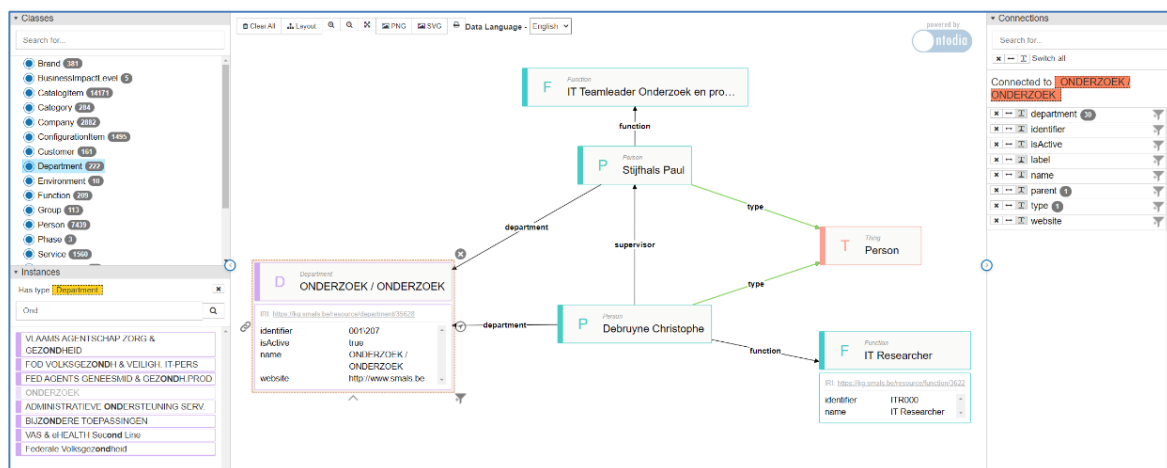 Classes
Search for...
Brand 381
BusinessImpactLevel 5
CatalogItem 14171
Category 284
Company 2882
ConfigurationItem 1495
Customer 161
Department 222
Environment 18
Function 209
Group 113
Person 7439
Phase 3
Service 1560
Instances
Has type Department
Ond
VLAAMS AGENTSCHAP ZORG &
GEZONDHEID
FOD VOLKSGEZONDH & VEILIGH. IT-PERS
FED AGENTS GENEESMID & GEZONDH.PROD
ONDERZOEK
ADMINISTRATIEVE ONDERSTEUNING SERV.
BIJZONDERE TOEPASSINGEN
VAS & eHEALTH Second Line
Federale Volksgezondheid
Clear All Layout PNG SVG Data Language - English
powered by
ntodia
Function
F IT Teamleader Onderzoek en pro…
function
Person
P Stijfhals Paul
department
type
supervisor
Thing
T Person
type
Department
D ONDERZOEK / ONDERZOEK
IRI: https://kg.smals.be/resource/department/35628
identifier 001\207
isActive true
name ONDERZOEK /
ONDERZOEK
website http://www.smals.be
department
Person
P Debruyne Christophe
function
Function
F IT Researcher
IRI: https://kg.smals.be/resource/function/3622
identifier ITR000
name IT Researcher
Connections
Search for...
Switch all
Connected to ONDERZOEK /
ONDERZOEK
department 30
identifier
isActive
label
name
parent 1
type 1
website